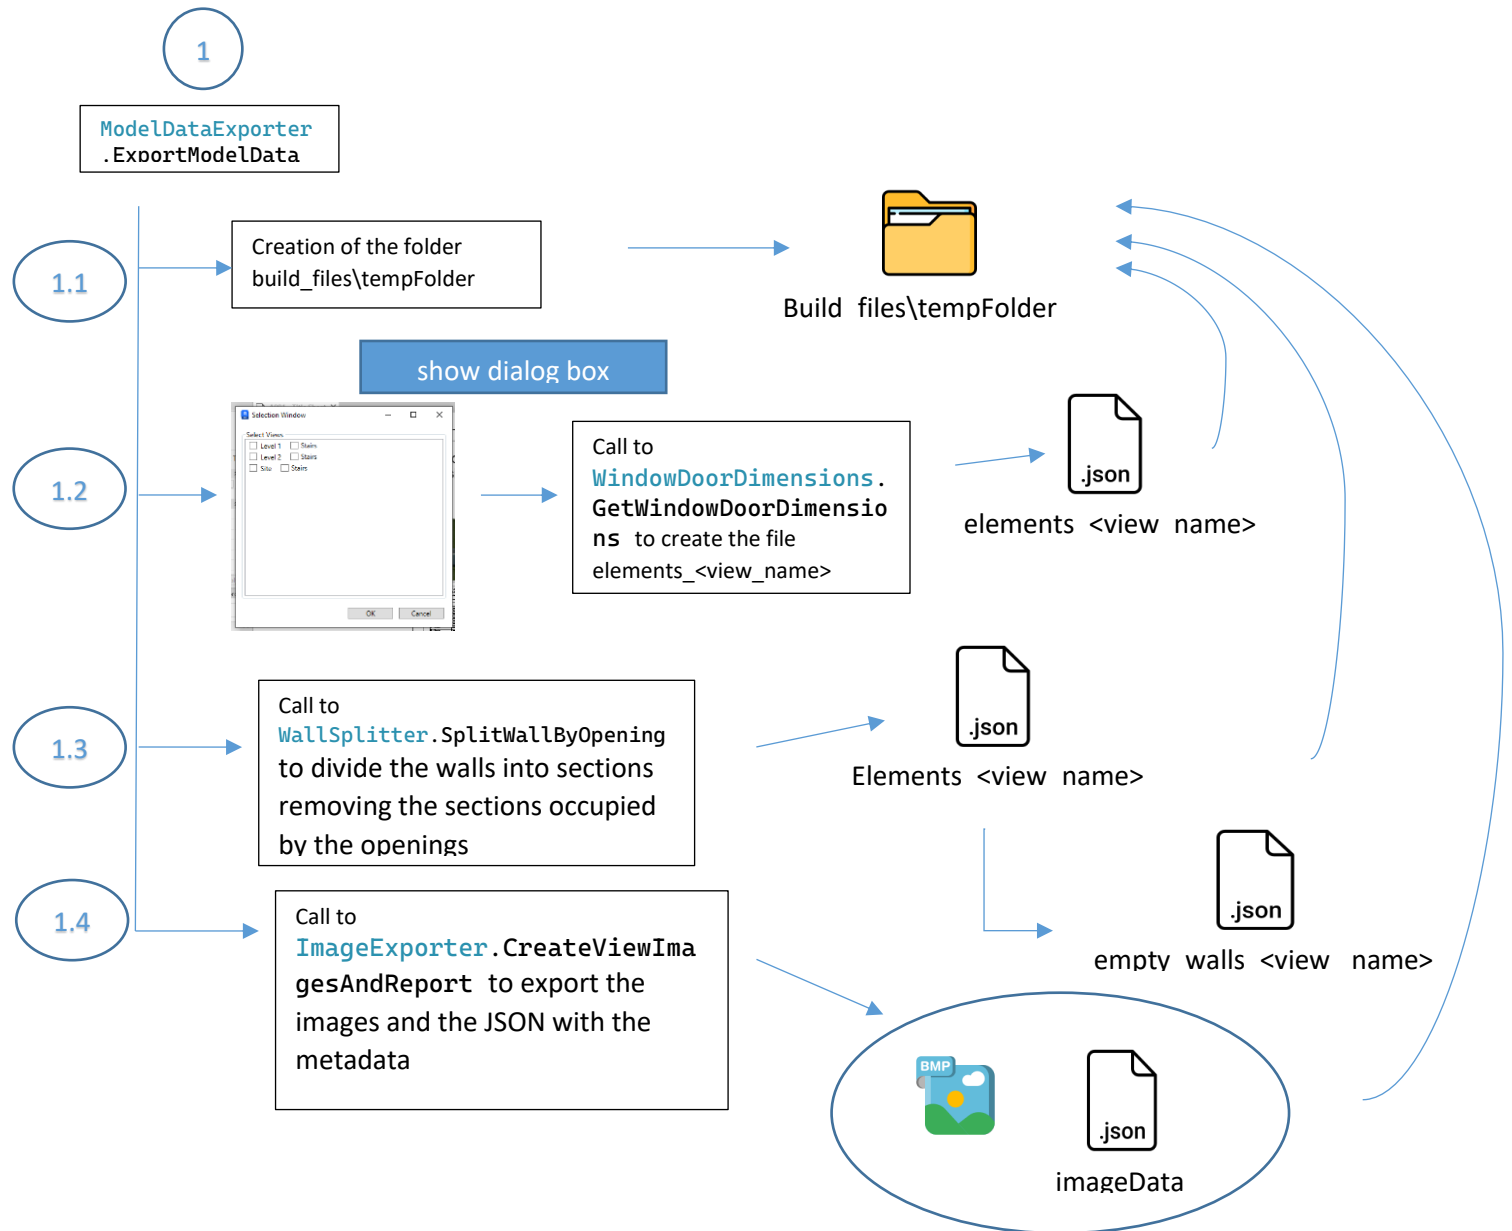 1
ModelDataExporter
.ExportModelData
1.1
Creation of the folder
build_files\tempFolder
Build files\tempFolder
show dialog box
1.2
Selection Window
Select Views
Level 1 Stairs
Level 2 Stairs
Site Stairs
OK Cancel
Call to
WindowDoorDimensions.
GetWindowDoorDimensio
ns to create the file
elements_<view_name>
.json
elements <view name>
1.3
Call to
WallSplitter.SplitWallByOpening
to divide the walls into sections
removing the sections occupied
by the openings
.json
Elements <view name>
.json
empty walls <view name>
1.4
Call to
ImageExporter.CreateViewIma
gesAndReport to export the
images and the JSON with the
metadata
BMP
.json
imageData